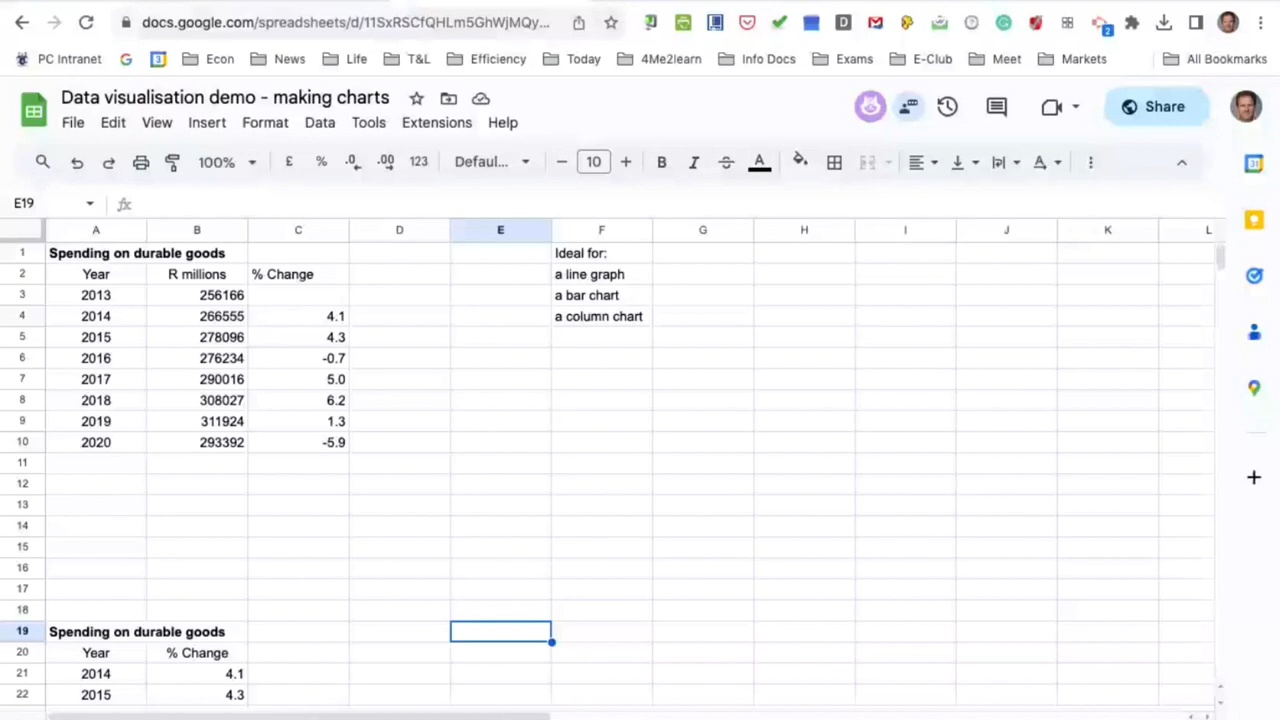 docs.google.com/spreadsheets/d/11SxRSCfQHLm5GhWjMQy...
2
PC Intranet
Econ
News
Life
T&L
Efficiency
Today
4Me2learn
Info Docs
Exams
E-Club
Meet
Markets
All Bookmarks
Data visualisation demo - making charts
Share
File Edit View Insert Format Data Tools Extensions Help
100% £ % .0 .00 123 Defaul... − 10 + B I S A
E19 fx
A B C D E F G H I J K L
1 Spending on durable goods Ideal for:
2 Year R millions % Change a line graph
3 2013 256166 a bar chart
4 2014 266555 4.1 a column chart
5 2015 278096 4.3
6 2016 276234 -0.7
7 2017 290016 5.0
8 2018 308027 6.2
9 2019 311924 1.3
10 2020 293392 -5.9
11
12
13
14
15
16
17
18
19 Spending on durable goods
20 Year % Change
21 2014 4.1
22 2015 4.3